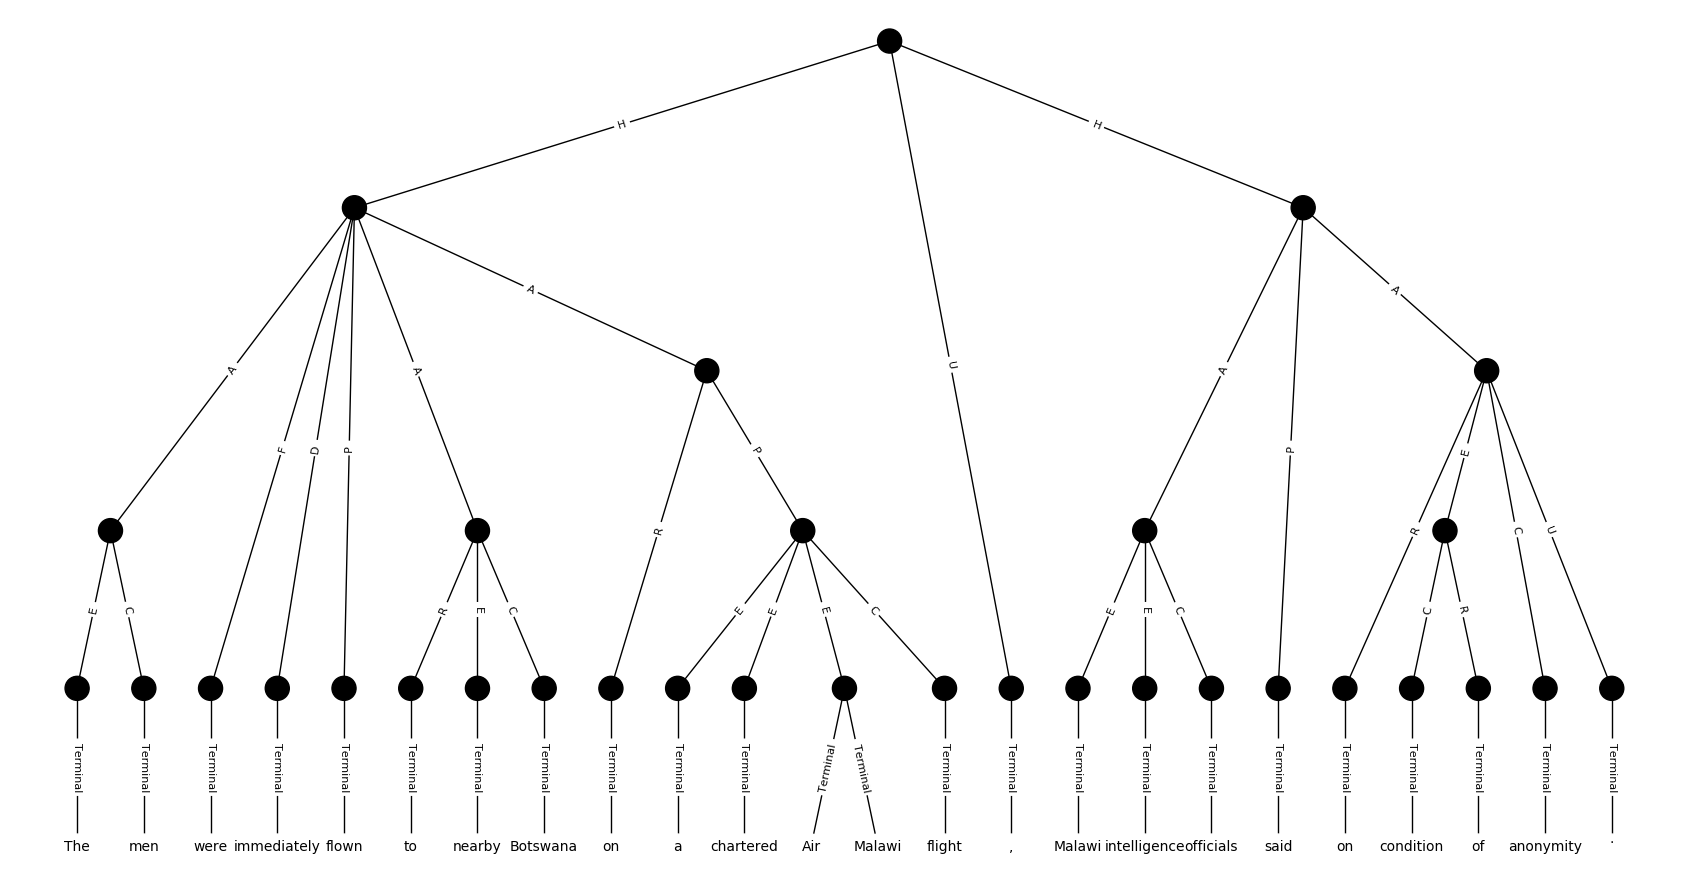 H H
A U
A A
A A
F D P P E
P
R R C U
E C R E C E E E C E E C C R
Terminal Terminal Terminal Terminal Terminal Terminal Terminal Terminal Terminal Terminal Terminal Terminal Terminal Terminal Terminal Terminal Terminal Terminal Terminal Terminal Terminal Terminal Terminal Terminal
The men were immediately flown to nearby Botswana on a chartered Air Malawi flight , Malawi intelligence officials said on condition of anonymity .